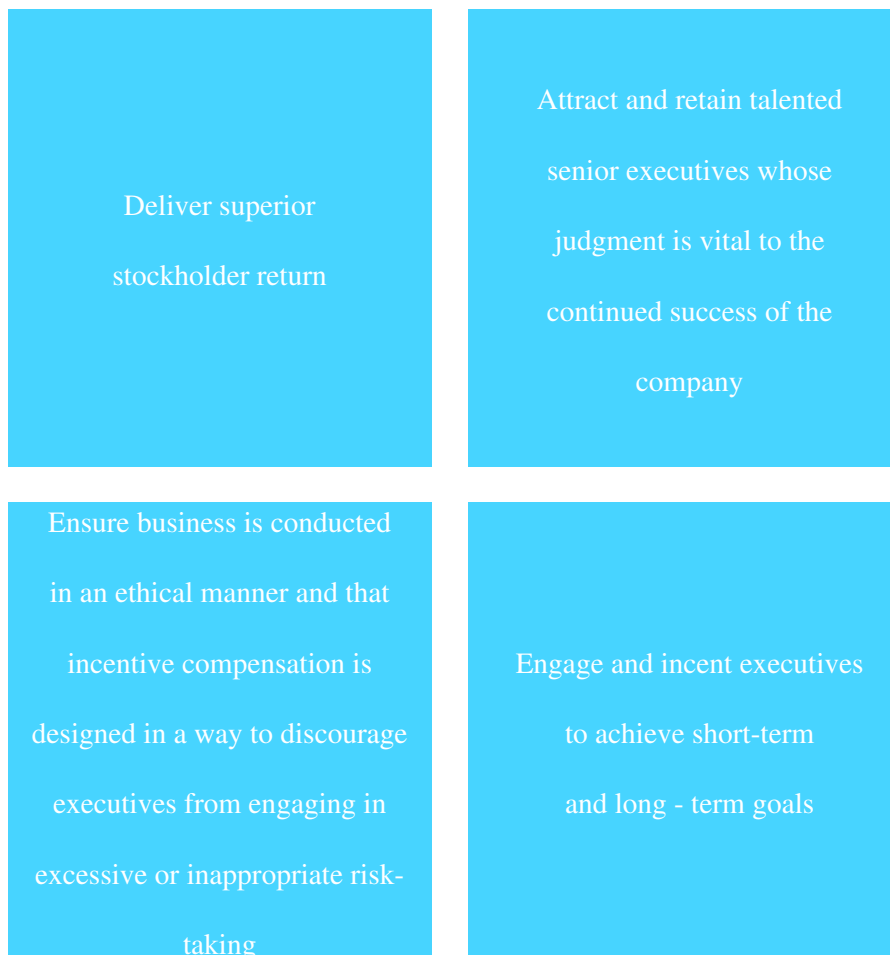 Deliver superior
stockholder return
Attract and retain talented
senior executives whose
judgment is vital to the
continued success of the
company
Ensure business is conducted
in an ethical manner and that
incentive compensation is
designed in a way to discourage
executives from engaging in
excessive or inappropriate risk-
taking
Engage and incent executives
to achieve short-term
and long - term goals